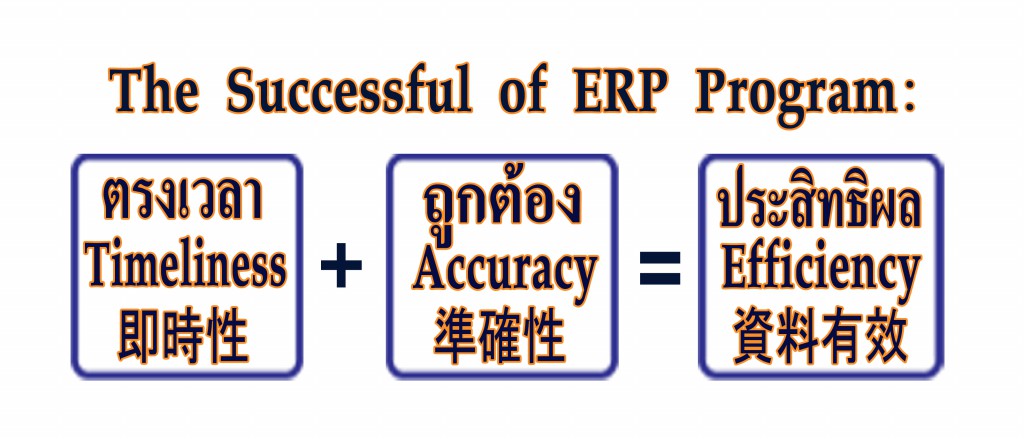 The Successful of ERP Program:
ตรงเวลา
Timeliness
即時性
+
ถูกต้อง
Accuracy
準確性
=
ประสิทธิผล
Efficiency
資料有效